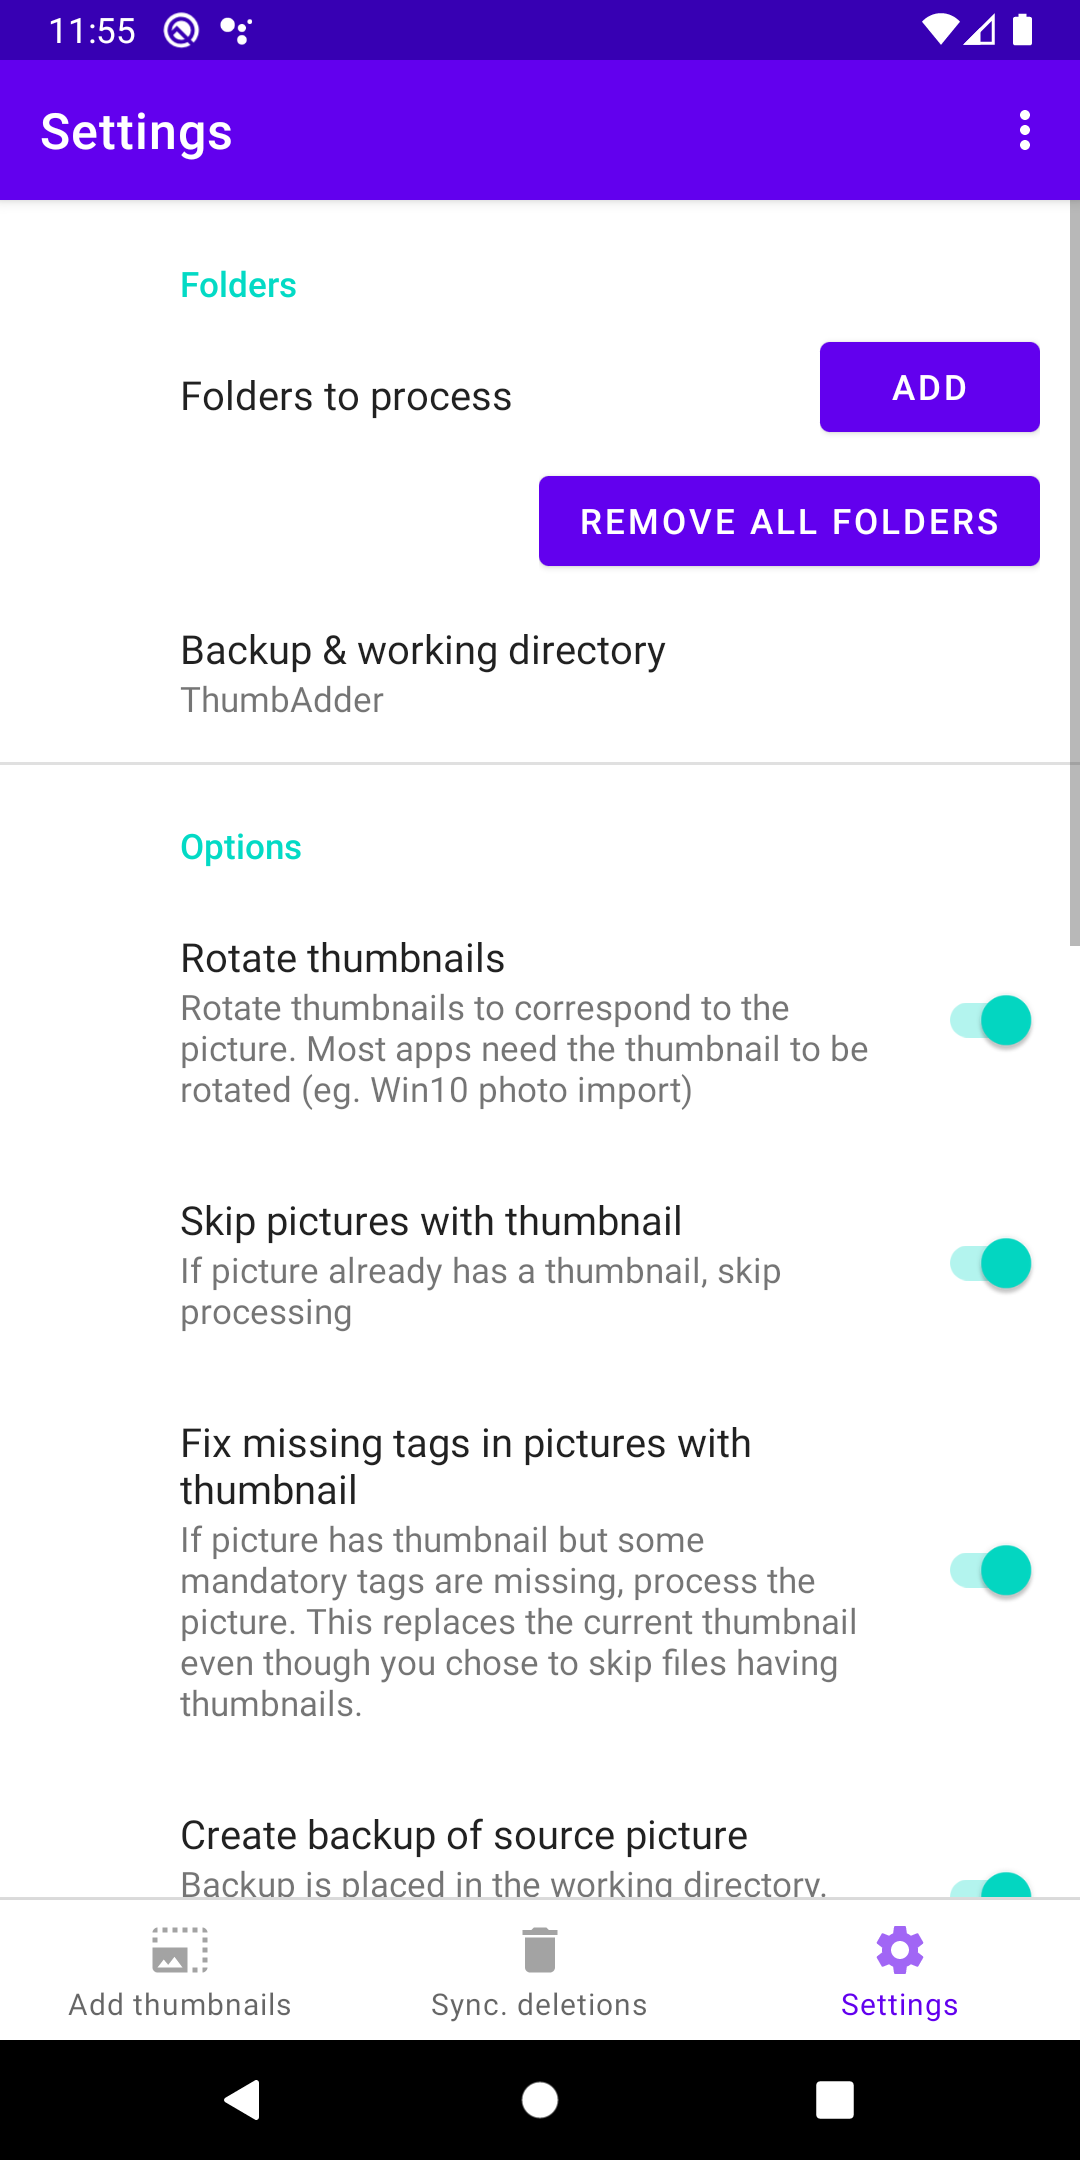 11:55
Settings
Folders
Folders to process
ADD
REMOVE ALL FOLDERS
Backup & working directory
ThumbAdder
Options
Rotate thumbnails
Rotate thumbnails to correspond to the
picture. Most apps need the thumbnail to be
rotated (eg. Win10 photo import)
Skip pictures with thumbnail
If picture already has a thumbnail, skip
processing
Fix missing tags in pictures with
thumbnail
If picture has thumbnail but some
mandatory tags are missing, process the
picture. This replaces the current thumbnail
even though you chose to skip files having
thumbnails.
Create backup of source picture
Backup is placed in the working directory.
Add thumbnails
Sync. deletions
Settings